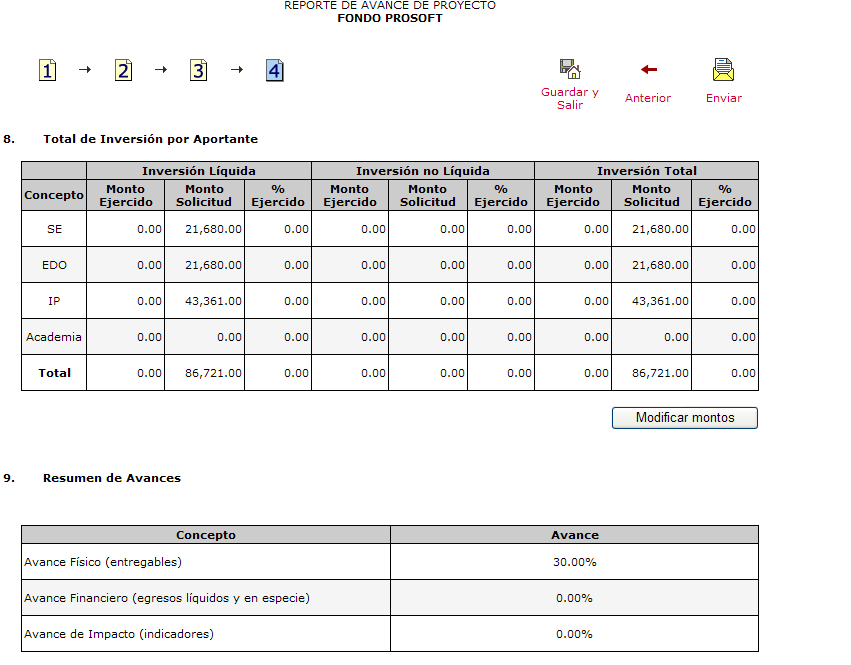 REPORTE DE AVANCE DE PROYECTO
FONDO PROSOFT
1 → 2 → 3 → 4
Guardar y Salir
Anterior
Enviar
8. Total de Inversión por Aportante
Inversión Líquida Inversión no Líquida Inversión Total
Concepto Monto Ejercido Monto Solicitud % Ejercido Monto Ejercido Monto Solicitud % Ejercido Monto Ejercido Monto Solicitud % Ejercido
SE 0.00 21,680.00 0.00 0.00 0.00 0.00 0.00 21,680.00 0.00
EDO 0.00 21,680.00 0.00 0.00 0.00 0.00 0.00 21,680.00 0.00
IP 0.00 43,361.00 0.00 0.00 0.00 0.00 0.00 43,361.00 0.00
Academia 0.00 0.00 0.00 0.00 0.00 0.00 0.00 0.00 0.00
Total 0.00 86,721.00 0.00 0.00 0.00 0.00 0.00 86,721.00 0.00
Modificar montos
9. Resumen de Avances
Concepto Avance
Avance Físico (entregables) 30.00%
Avance Financiero (egresos líquidos y en especie) 0.00%
Avance de Impacto (indicadores) 0.00%